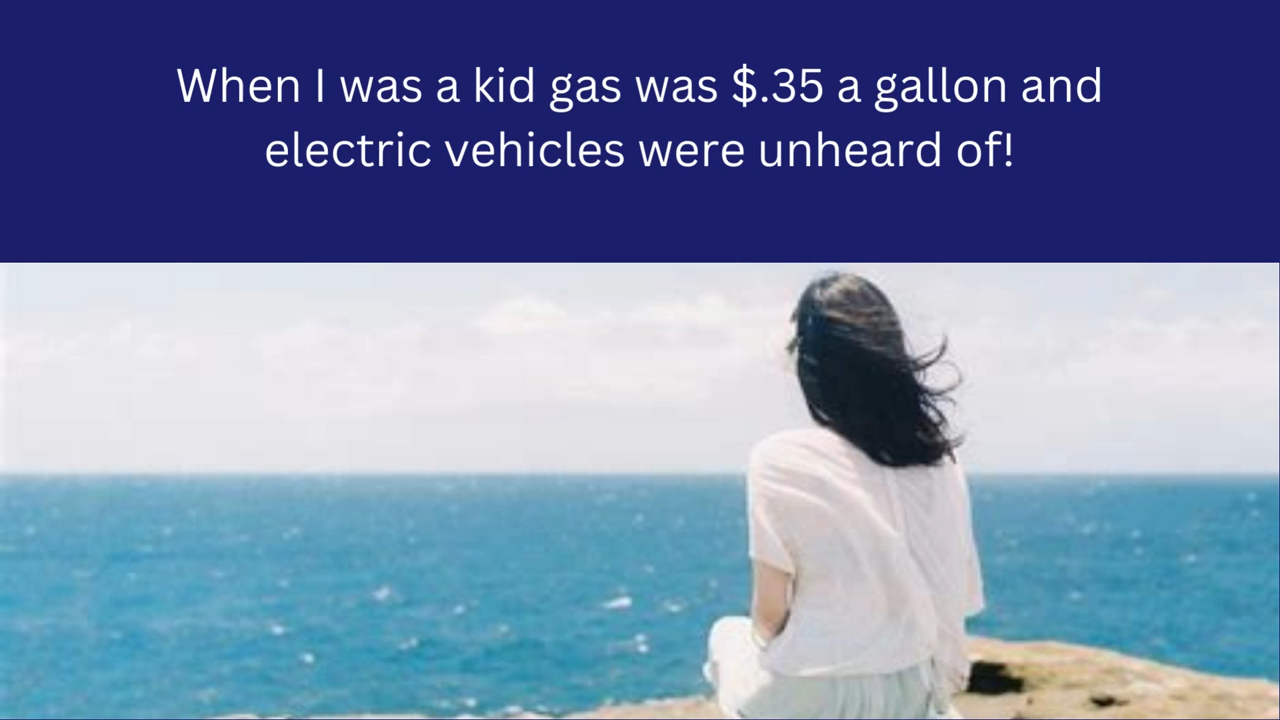 When I was a kid gas was $.35 a gallon and
electric vehicles were unheard of!